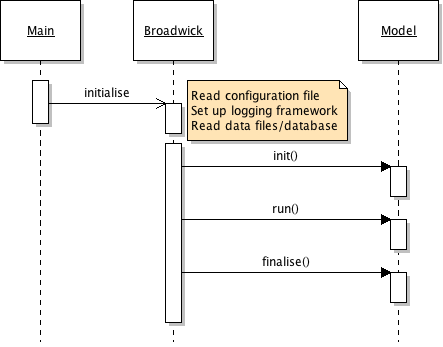 Main
Broadwick
Model
initialise
Read configuration file
Set up logging framework
Read data files/database
init()
run()
finalise()